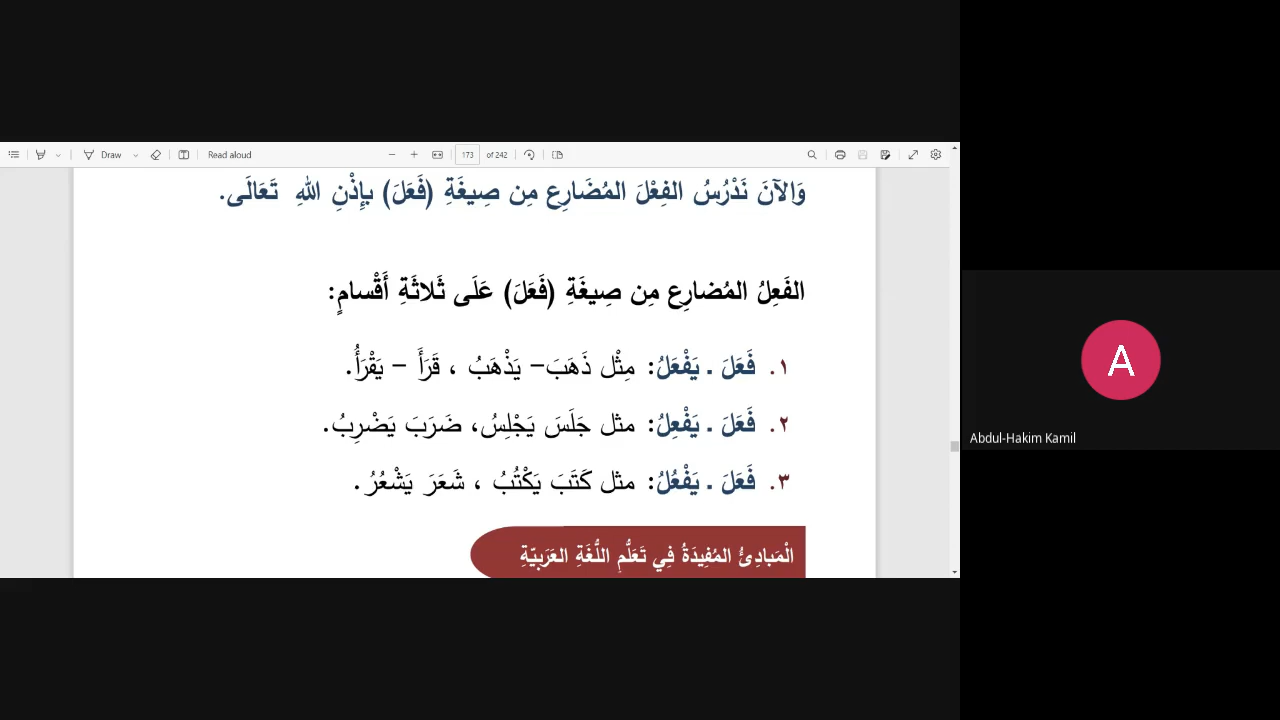 Draw
Read aloud
173 of 242
وَالآنَ نَدْرُسُ الفِعْلَ المُضَارِع مِن صِيغَةِ (فَعَلَ) بِإِذْنِ اللهِ تَعَالَى.
الفَعِلُ المُضارِع مِن صِيغَةِ (فَعَلَ) عَلَى ثَلاثَةِ أَقْسامٍ:
١. فَعَلَ . يَفْعَلُ: مِثْل ذَهَبَ– يَذْهَبُ ، قَرَأَ – يَقْرَأُ.
٢. فَعَلَ . يَفْعِلُ: مثل جَلَسَ يَجْلِسُ، ضَرَبَ يَضْرِبُ.
٣. فَعَلَ . يَفْعُلُ: مثل كَتَبَ يَكْتُبُ ، شَعَرَ يَشْعُرُ.
الْمَبادِئُ المُفِيدَةُ فِي تَعَلُّمِ اللُّغَةِ العَرَبِيّةِ
A
Abdul-Hakim Kamil